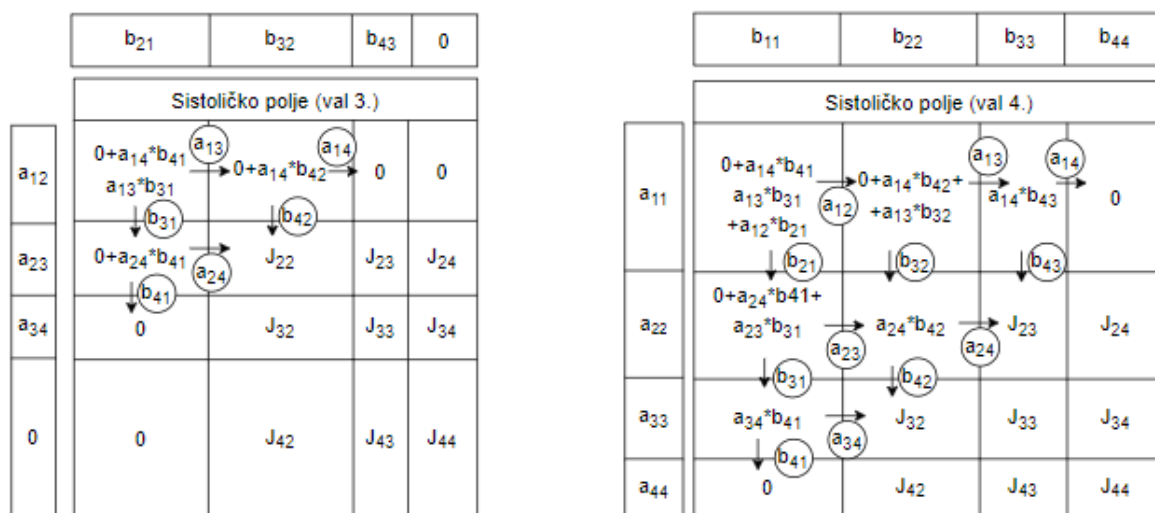 b21 b32 b43 0
Sistoličko polje (val 3.)
a12 0+a14*b41 a13 0+a14*b42 a14 0 0
a13*b31
b31 b42
a23 0+a24*b41 a24 J22 J23 J24
b41
a34 0 J32 J33 J34
0 0 J42 J43 J44
b11 b22 b33 b44
Sistoličko polje (val 4.)
a11 0+a14*b41 a12 0+a14*b42+ a13 a14*b43 a14 0
a13*b31 +a13*b32
+a12*b21
b21 b32 b43
0+a24*b41+
a22 a23*b31 a23 a24*b42 a24 J23 J24
b31 b42
a33 a34*b41 a34 J32 J33 J34
b41
a44 0 J42 J43 J44